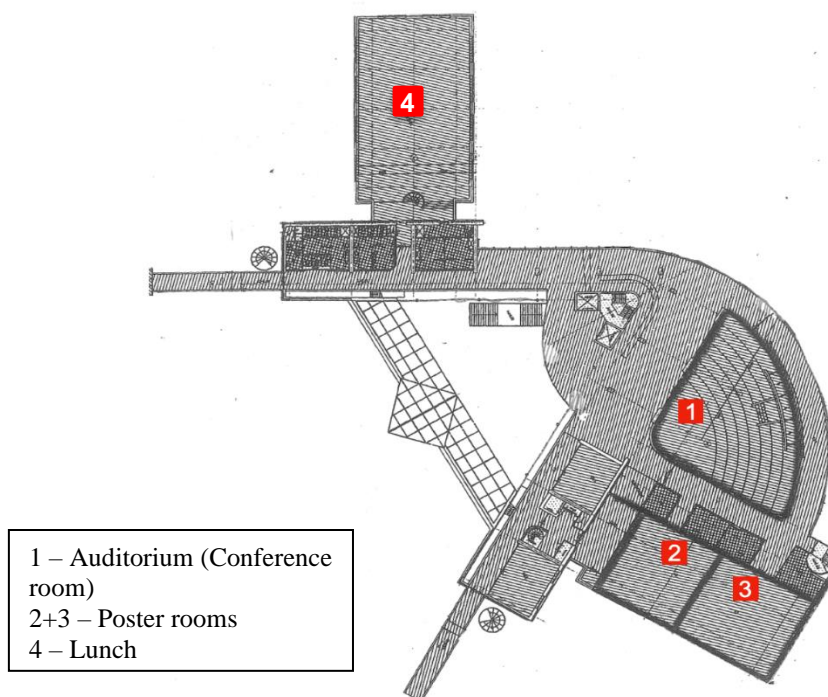 4
1
2
3
1 – Auditorium (Conference
room)
2+3 – Poster rooms
4 – Lunch